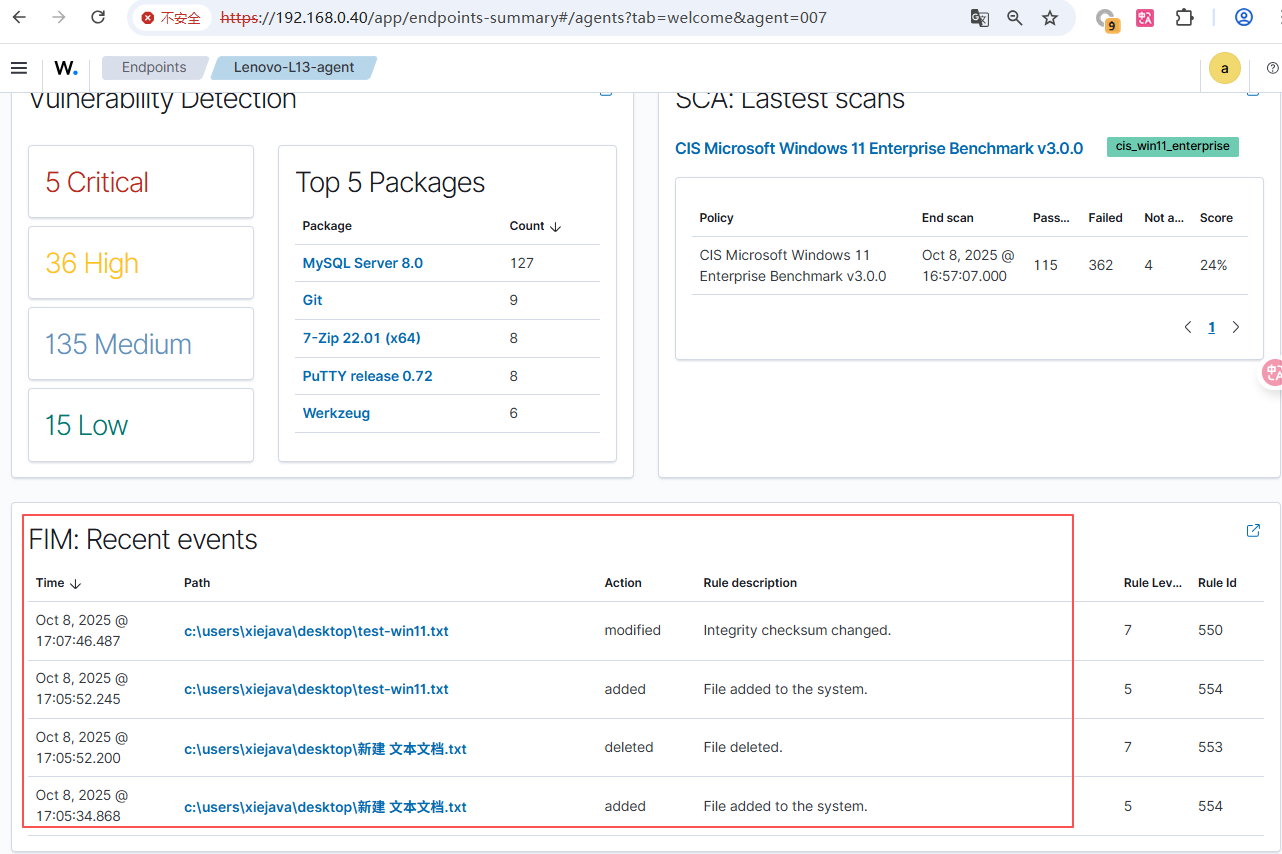 不安全 https://192.168.0.40/app/endpoints-summary#/agents?tab=welcome&agent=007
9
W. Endpoints Lenovo-L13-agent a
Vulnerability Detection
5 Critical
36 High
135 Medium
15 Low
Top 5 Packages
Package Count
MySQL Server 8.0 127
Git 9
7-Zip 22.01 (x64) 8
PuTTY release 0.72 8
Werkzeug 6
SCA: Lastest scans
CIS Microsoft Windows 11 Enterprise Benchmark v3.0.0 cis_win11_enterprise
Policy End scan Pass... Failed Not a... Score
CIS Microsoft Windows 11 Enterprise Benchmark v3.0.0 Oct 8, 2025 @ 16:57:07.000 115 362 4 24%
1
FIM: Recent events
Time Path Action Rule description Rule Lev... Rule Id
Oct 8, 2025 @ 17:07:46.487 c:\users\xiejava\desktop\test-win11.txt modified Integrity checksum changed. 7 550
Oct 8, 2025 @ 17:05:52.245 c:\users\xiejava\desktop\test-win11.txt added File added to the system. 5 554
Oct 8, 2025 @ 17:05:52.200 c:\users\xiejava\desktop\新建 文本文档.txt deleted File deleted. 7 553
Oct 8, 2025 @ 17:05:34.868 c:\users\xiejava\desktop\新建 文本文档.txt added File added to the system. 5 554